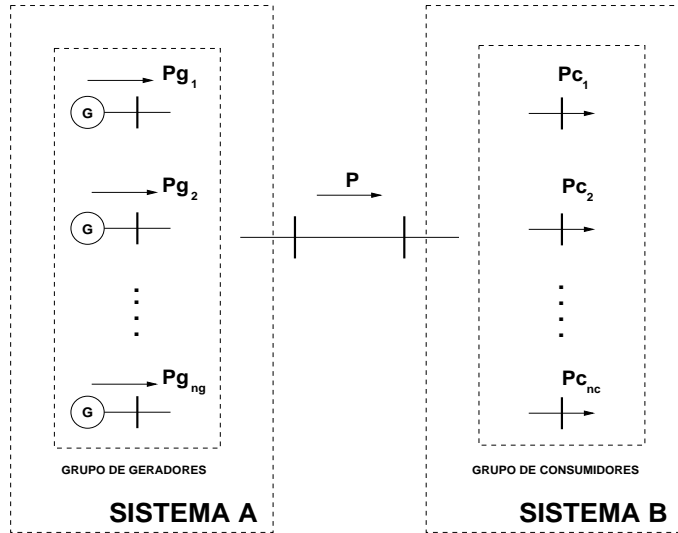 Pg1
G
Pg2
G
Pgng
G
GRUPO DE GERADORES
SISTEMA A
P
Pc1
Pc2
Pcnc
GRUPO DE CONSUMIDORES
SISTEMA B